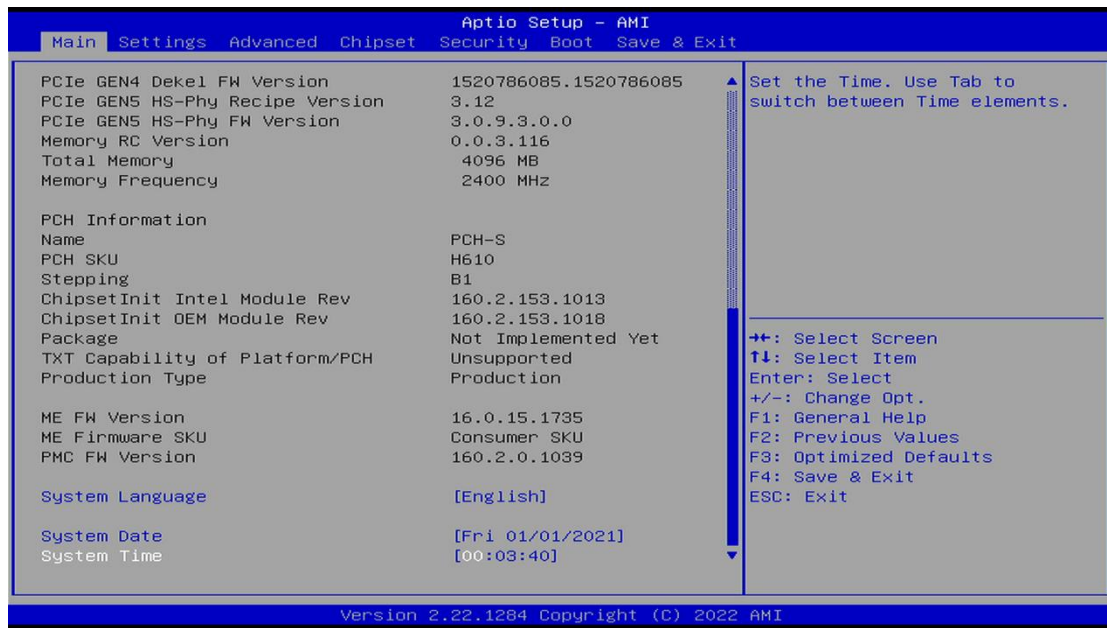 Aptio Setup - AMI
Main Settings Advanced Chipset Security Boot Save & Exit
PCIe GEN4 Dekel FW Version 1520786085.1520786085
PCIe GEN5 HS-Phy Recipe Version 3.12
PCIe GEN5 HS-Phy FW Version 3.0.9.3.0.0
Memory RC Version 0.0.3.116
Total Memory 4096 MB
Memory Frequency 2400 MHz
PCH Information
Name PCH-S
PCH SKU H610
Stepping B1
ChipsetInit Intel Module Rev 160.2.153.1013
ChipsetInit OEM Module Rev 160.2.153.1018
Package Not Implemented Yet
TXT Capability of Platform/PCH Unsupported
Production Type Production
ME FW Version 16.0.15.1735
ME Firmware SKU Consumer SKU
PMC FW Version 160.2.0.1039
System Language [English]
System Date [Fri 01/01/2021]
System Time [00:03:40]
Set the Time. Use Tab to
switch between Time elements.
→←: Select Screen
↑↓: Select Item
Enter: Select
+/-: Change Opt.
F1: General Help
F2: Previous Values
F3: Optimized Defaults
F4: Save & Exit
ESC: Exit
Version 2.22.1284 Copyright (C) 2022 AMI